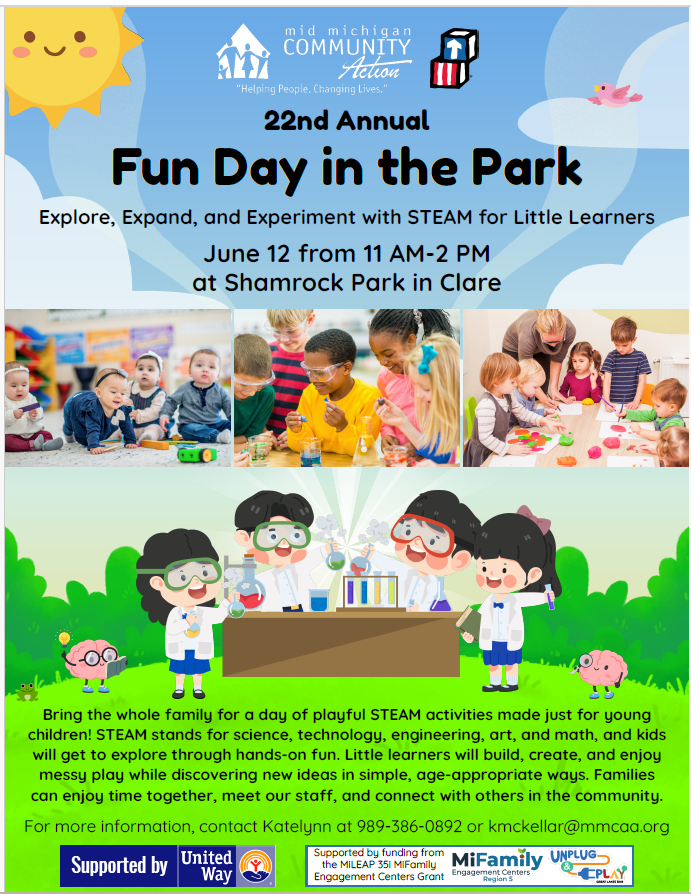 mid michigan
COMMUNITY
Action
"Helping People. Changing Lives."
22nd Annual
Fun Day in the Park
Explore, Expand, and Experiment with STEAM for Little Learners
June 12 from 11 AM-2 PM
at Shamrock Park in Clare
Bring the whole family for a day of playful STEAM activities made just for young
children! STEAM stands for science, technology, engineering, art, and math, and kids
will get to explore through hands-on fun. Little learners will build, create, and enjoy
messy play while discovering new ideas in simple, age-appropriate ways. Families
can enjoy time together, meet our staff, and connect with others in the community.
For more information, contact Katelynn at 989-386-0892 or kmckellar@mmcaa.org
Supported by
United
Way
Supported by funding from
the MiLEAP 35l MiFamily
Engagement Centers Grant
MiFamily
Engagement Centers
Region 5
UNPLUG
&
PLAY
GREAT LAKES BAY